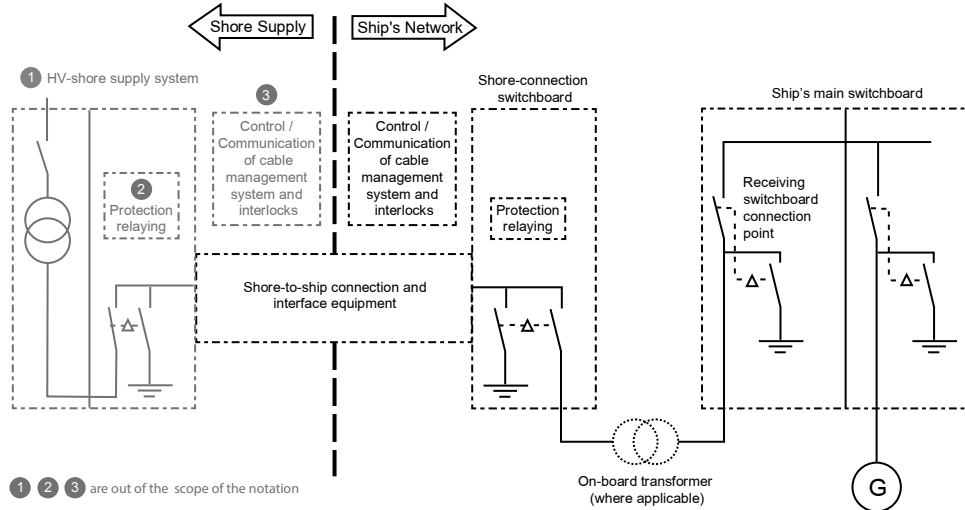 Shore Supply
Ship's Network
1 HV-shore supply system
3
Control /
Communication
of cable
management
system and
interlocks
2
Protection
relaying
Control /
Communication
of cable
management
system and
interlocks
Shore-connection
switchboard
Protection
relaying
Shore-to-ship connection and
interface equipment
Ship's main switchboard
Receiving
switchboard
connection
point
On-board transformer
(where applicable)
G
1 2 3 are out of the scope of the notation